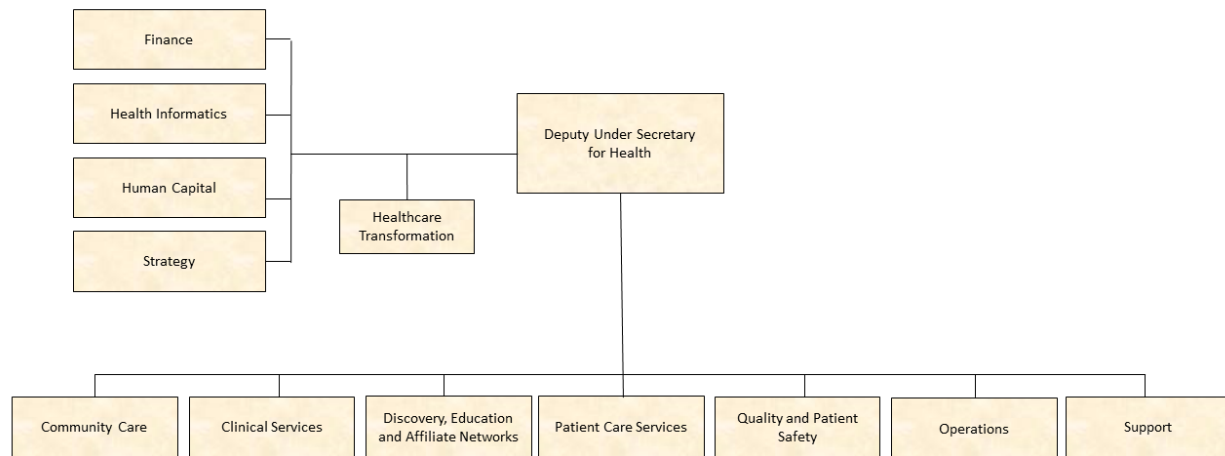 Finance
Health Informatics
Human Capital
Strategy
Healthcare
Transformation
Deputy Under Secretary
for Health
Community Care
Clinical Services
Discovery, Education
and Affiliate Networks
Patient Care Services
Quality and Patient
Safety
Operations
Support